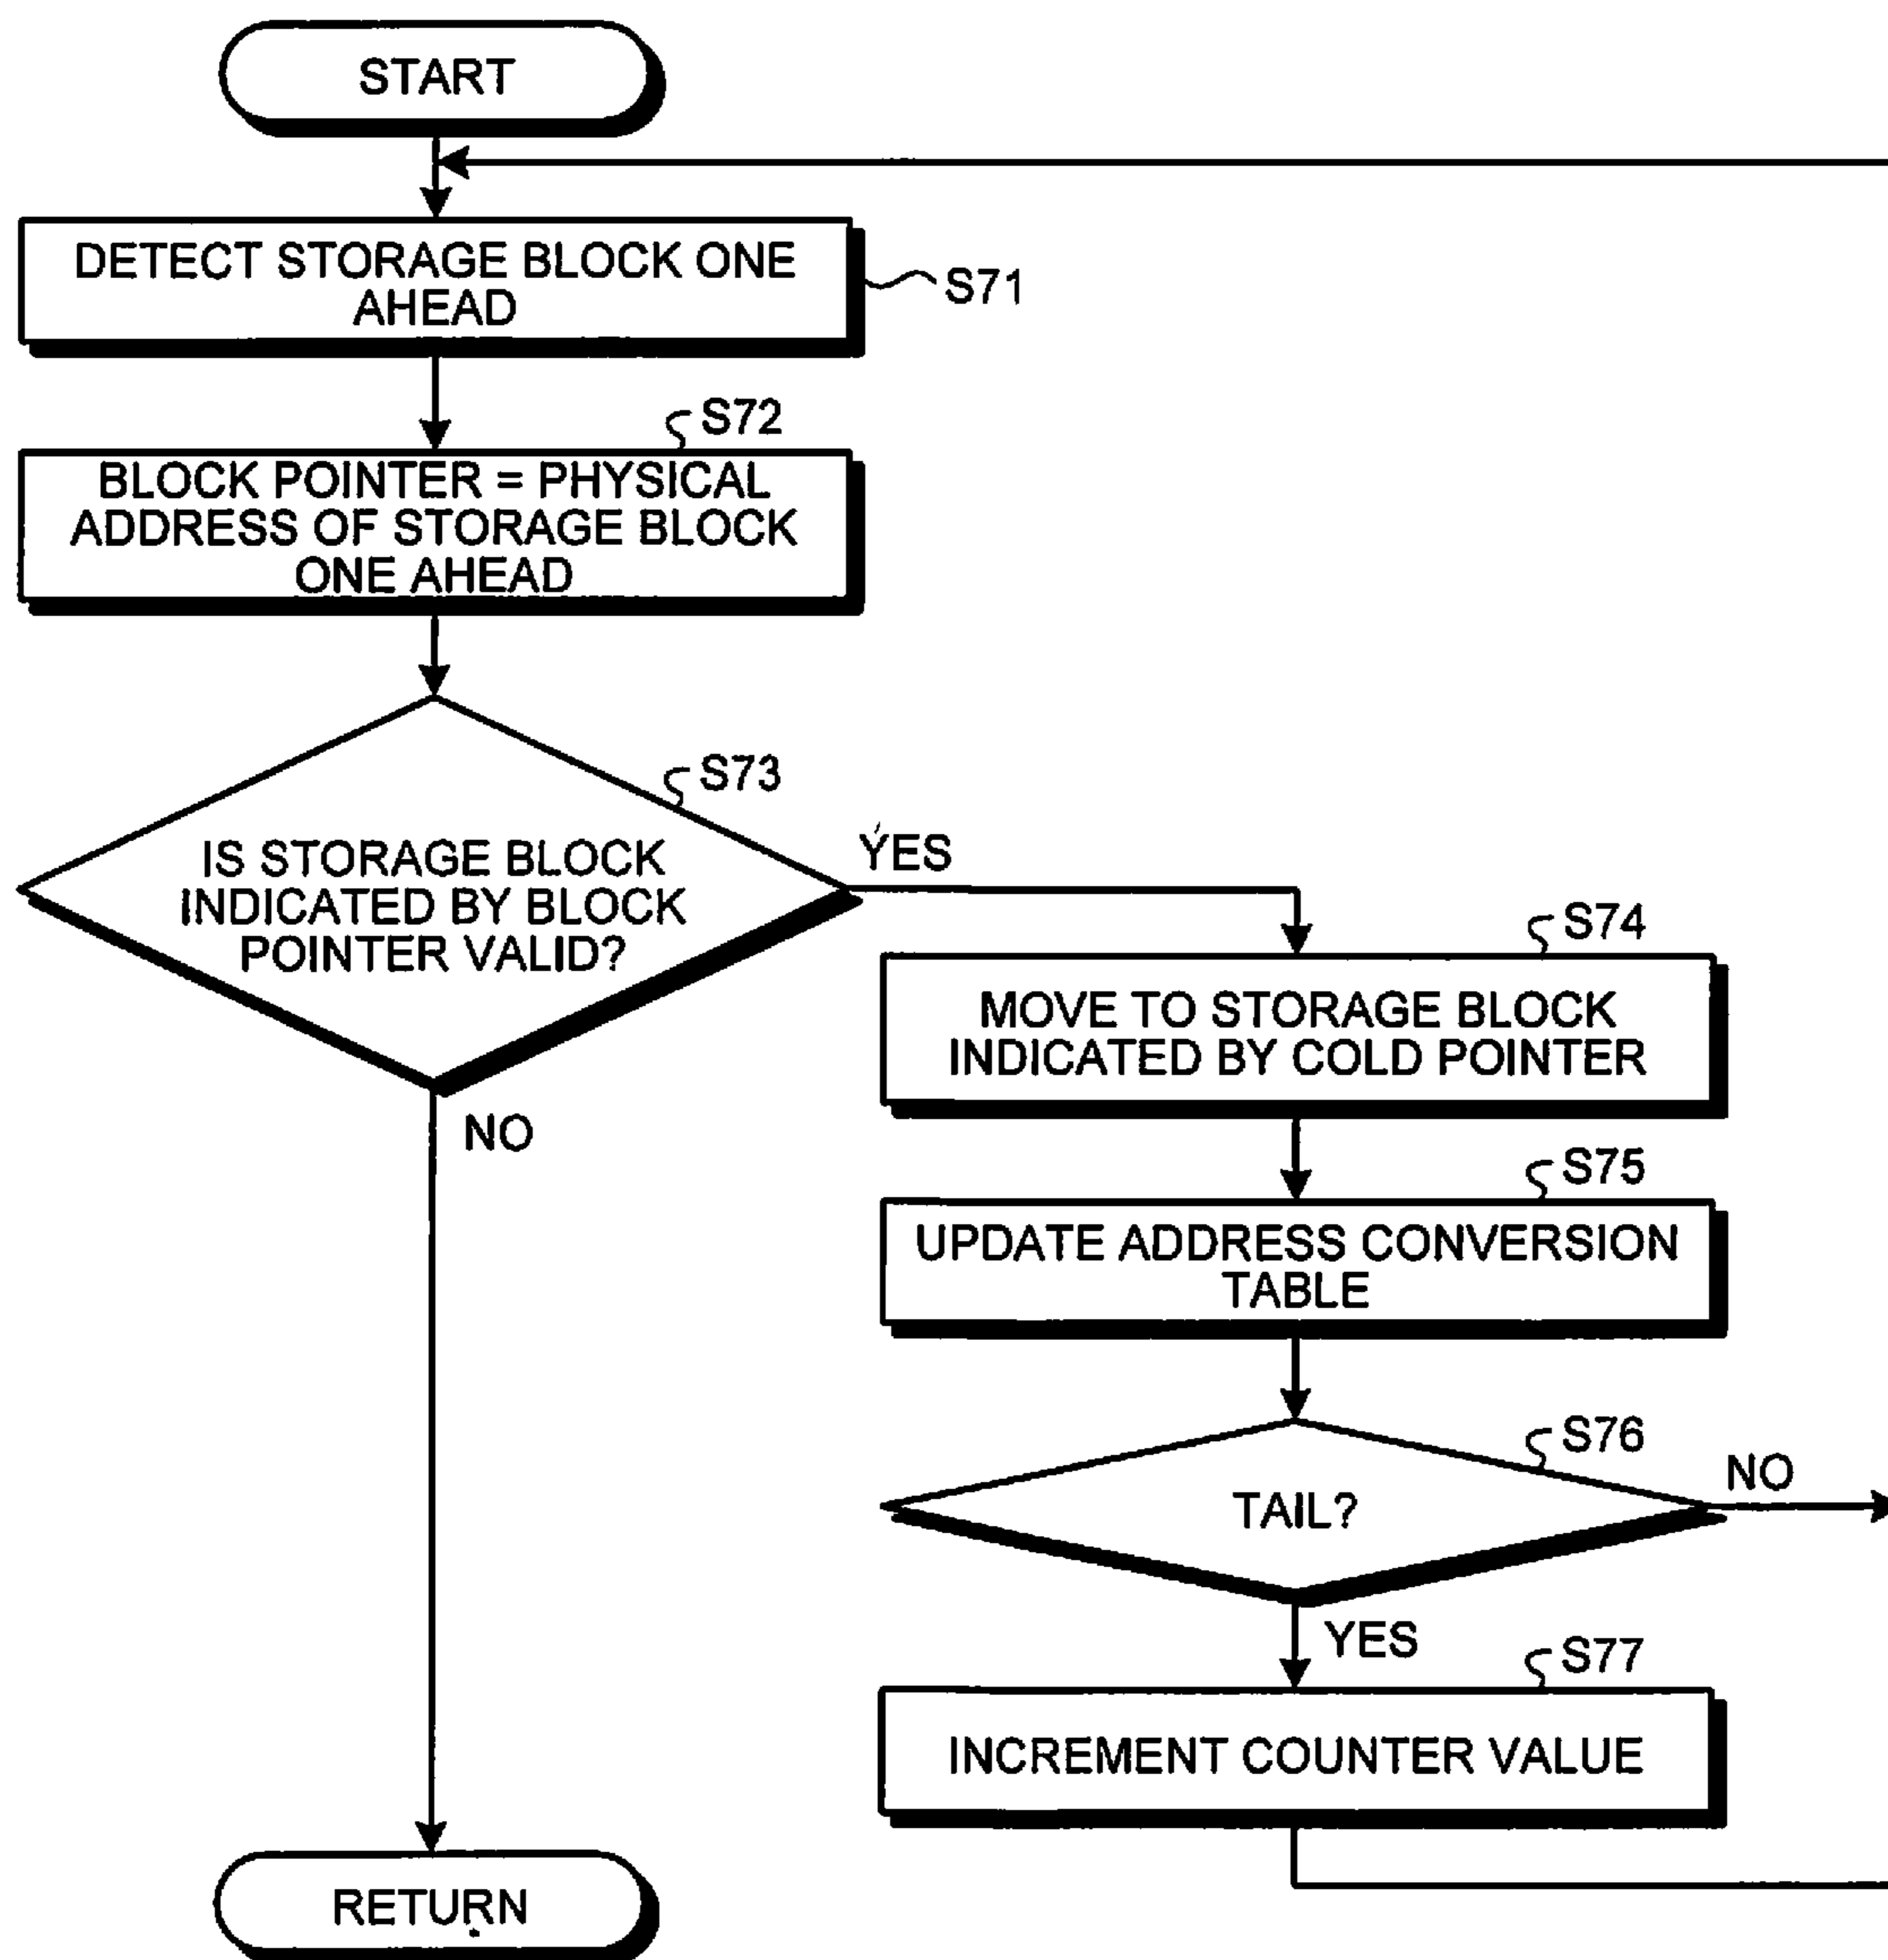 START
DETECT STORAGE BLOCK ONE
AHEAD
S71
S72
BLOCK POINTER = PHYSICAL
ADDRESS OF STORAGE BLOCK
ONE AHEAD
S73
IS STORAGE BLOCK
INDICATED BY BLOCK
POINTER VALID?
YES
NO
S74
MOVE TO STORAGE BLOCK
INDICATED BY COLD POINTER
S75
UPDATE ADDRESS CONVERSION
TABLE
S76
TAIL?
NO
YES
S77
INCREMENT COUNTER VALUE
RETURN